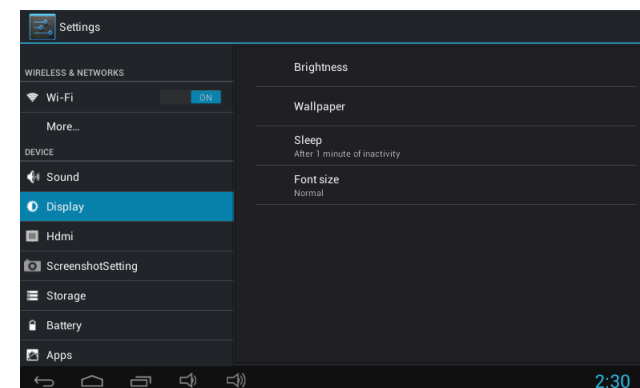 Settings
WIRELESS & NETWORKS
Wi-Fi
ON
More...
DEVICE
Sound
Display
Hdmi
ScreenshotSetting
Storage
Battery
Apps
Brightness
Wallpaper
Sleep
After 1 minute of inactivity
Font size
Normal
2:30